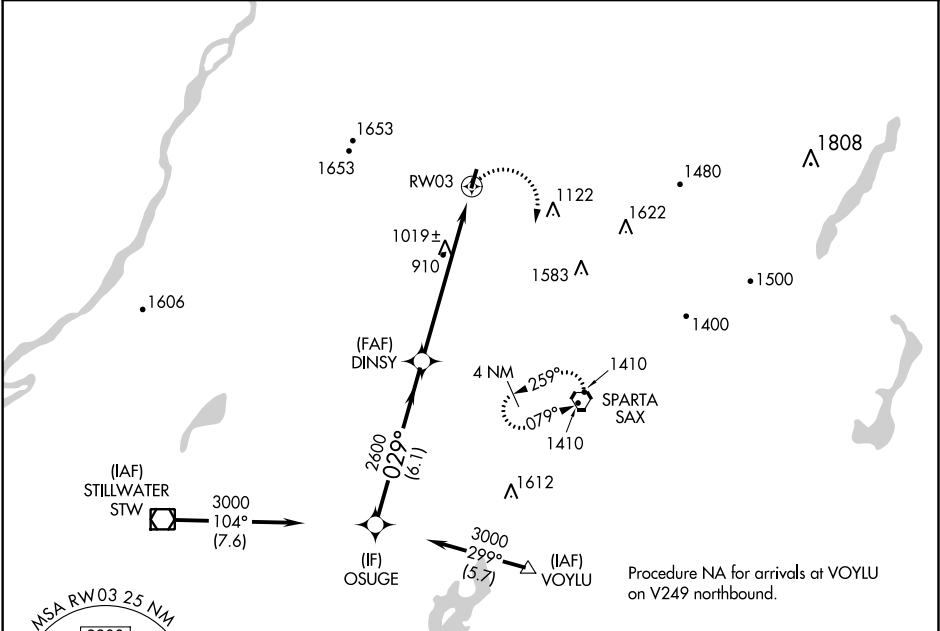 1653
1653
RW03
1122
1480
1808
1622
1019±
910
1583
1606
1500
1400
(FAF)
DINSY
4 NM
259°
1410
SPARTA
SAX
079°
1410
2600
029°
(6.1)
1612
(IAF)
STILLWATER
STW
3000
104°
(7.6)
(IF)
OSUGE
3000
299°
(5.7)
(IAF)
VOYLU
Procedure NA for arrivals at VOYLU
on V249 northbound.
MSA RW03 25 NM